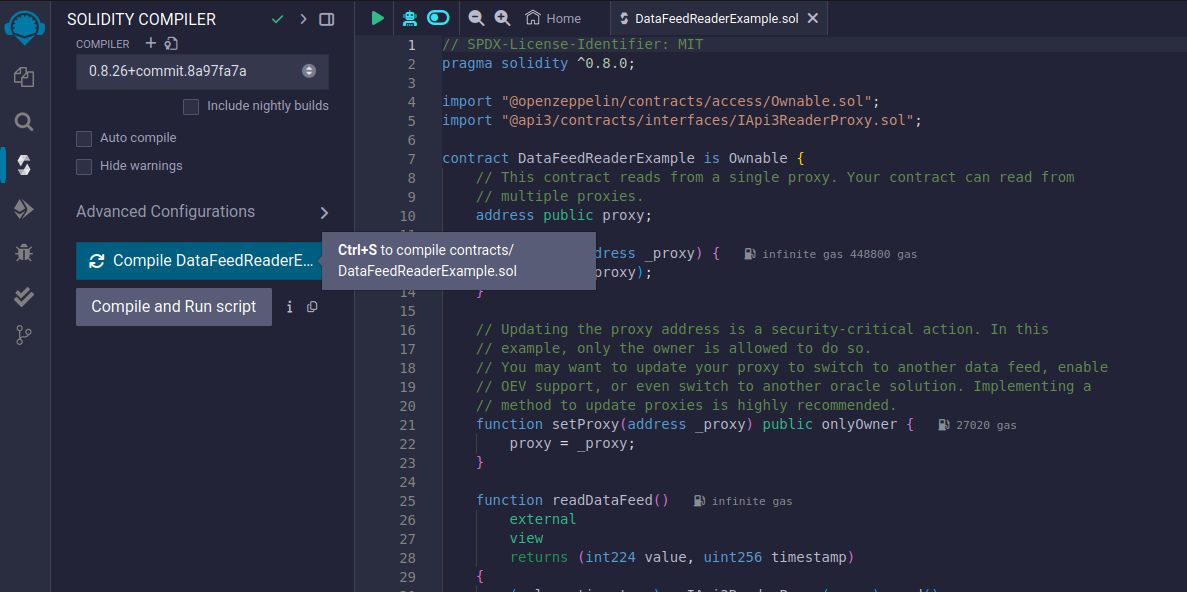 SOLIDITY COMPILER
COMPILER
0.8.26+commit.8a97fa7a
Include nightly builds
Auto compile
Hide warnings
Advanced Configurations
Compile DataFeedReaderE...
Compile and Run script
Ctrl+S to compile contracts/
DataFeedReaderExample.sol
Home
DataFeedReaderExample.sol
1 // SPDX-License-Identifier: MIT
2 pragma solidity ^0.8.0;
3
4 import "@openzeppelin/contracts/access/Ownable.sol";
5 import "@api3/contracts/interfaces/IApi3ReaderProxy.sol";
6
7 contract DataFeedReaderExample is Ownable {
8 // This contract reads from a single proxy. Your contract can read from
9 // multiple proxies.
10 address public proxy;
_proxy) { infinite gas 448800 gas
proxy);
14 }
15
16 // Updating the proxy address is a security-critical action. In this
17 // example, only the owner is allowed to do so.
18 // You may want to update your proxy to switch to another data feed, enable
19 // OEV support, or even switch to another oracle solution. Implementing a
20 // method to update proxies is highly recommended.
21 function setProxy(address _proxy) public onlyOwner { 27020 gas
22 proxy = _proxy;
23 }
24
25 function readDataFeed() infinite gas
26 external
27 view
28 returns (int224 value, uint256 timestamp)
29 {